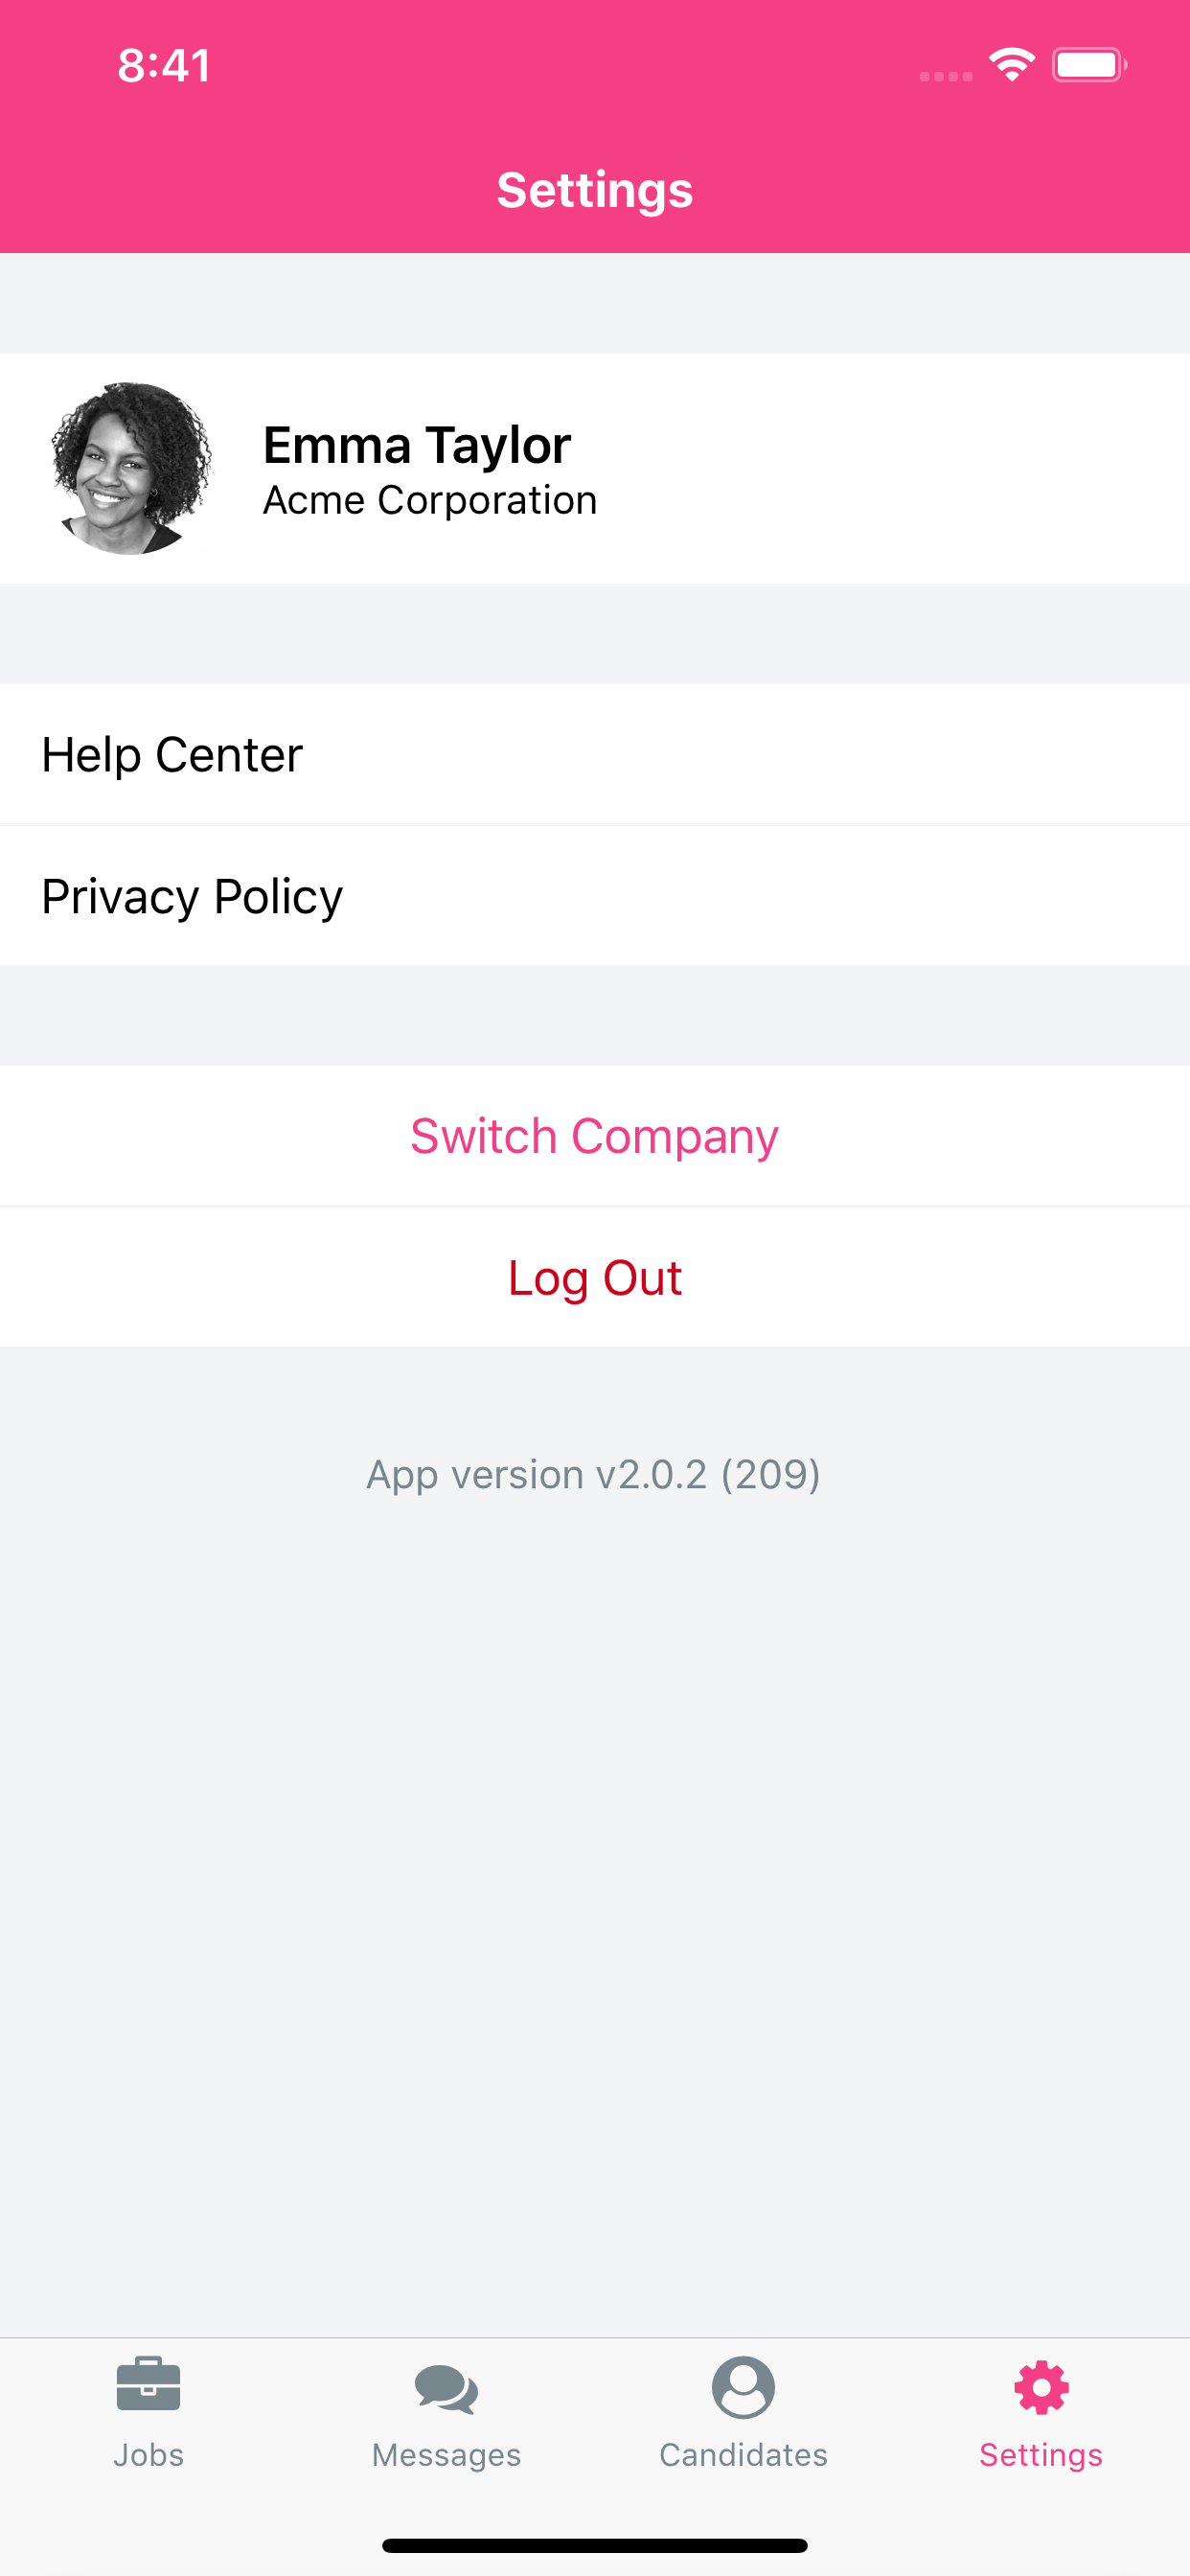 8:41
Settings
Emma Taylor
Acme Corporation
Help Center
Privacy Policy
Switch Company
Log Out
App version v2.0.2 (209)
Jobs
Messages
Candidates
Settings